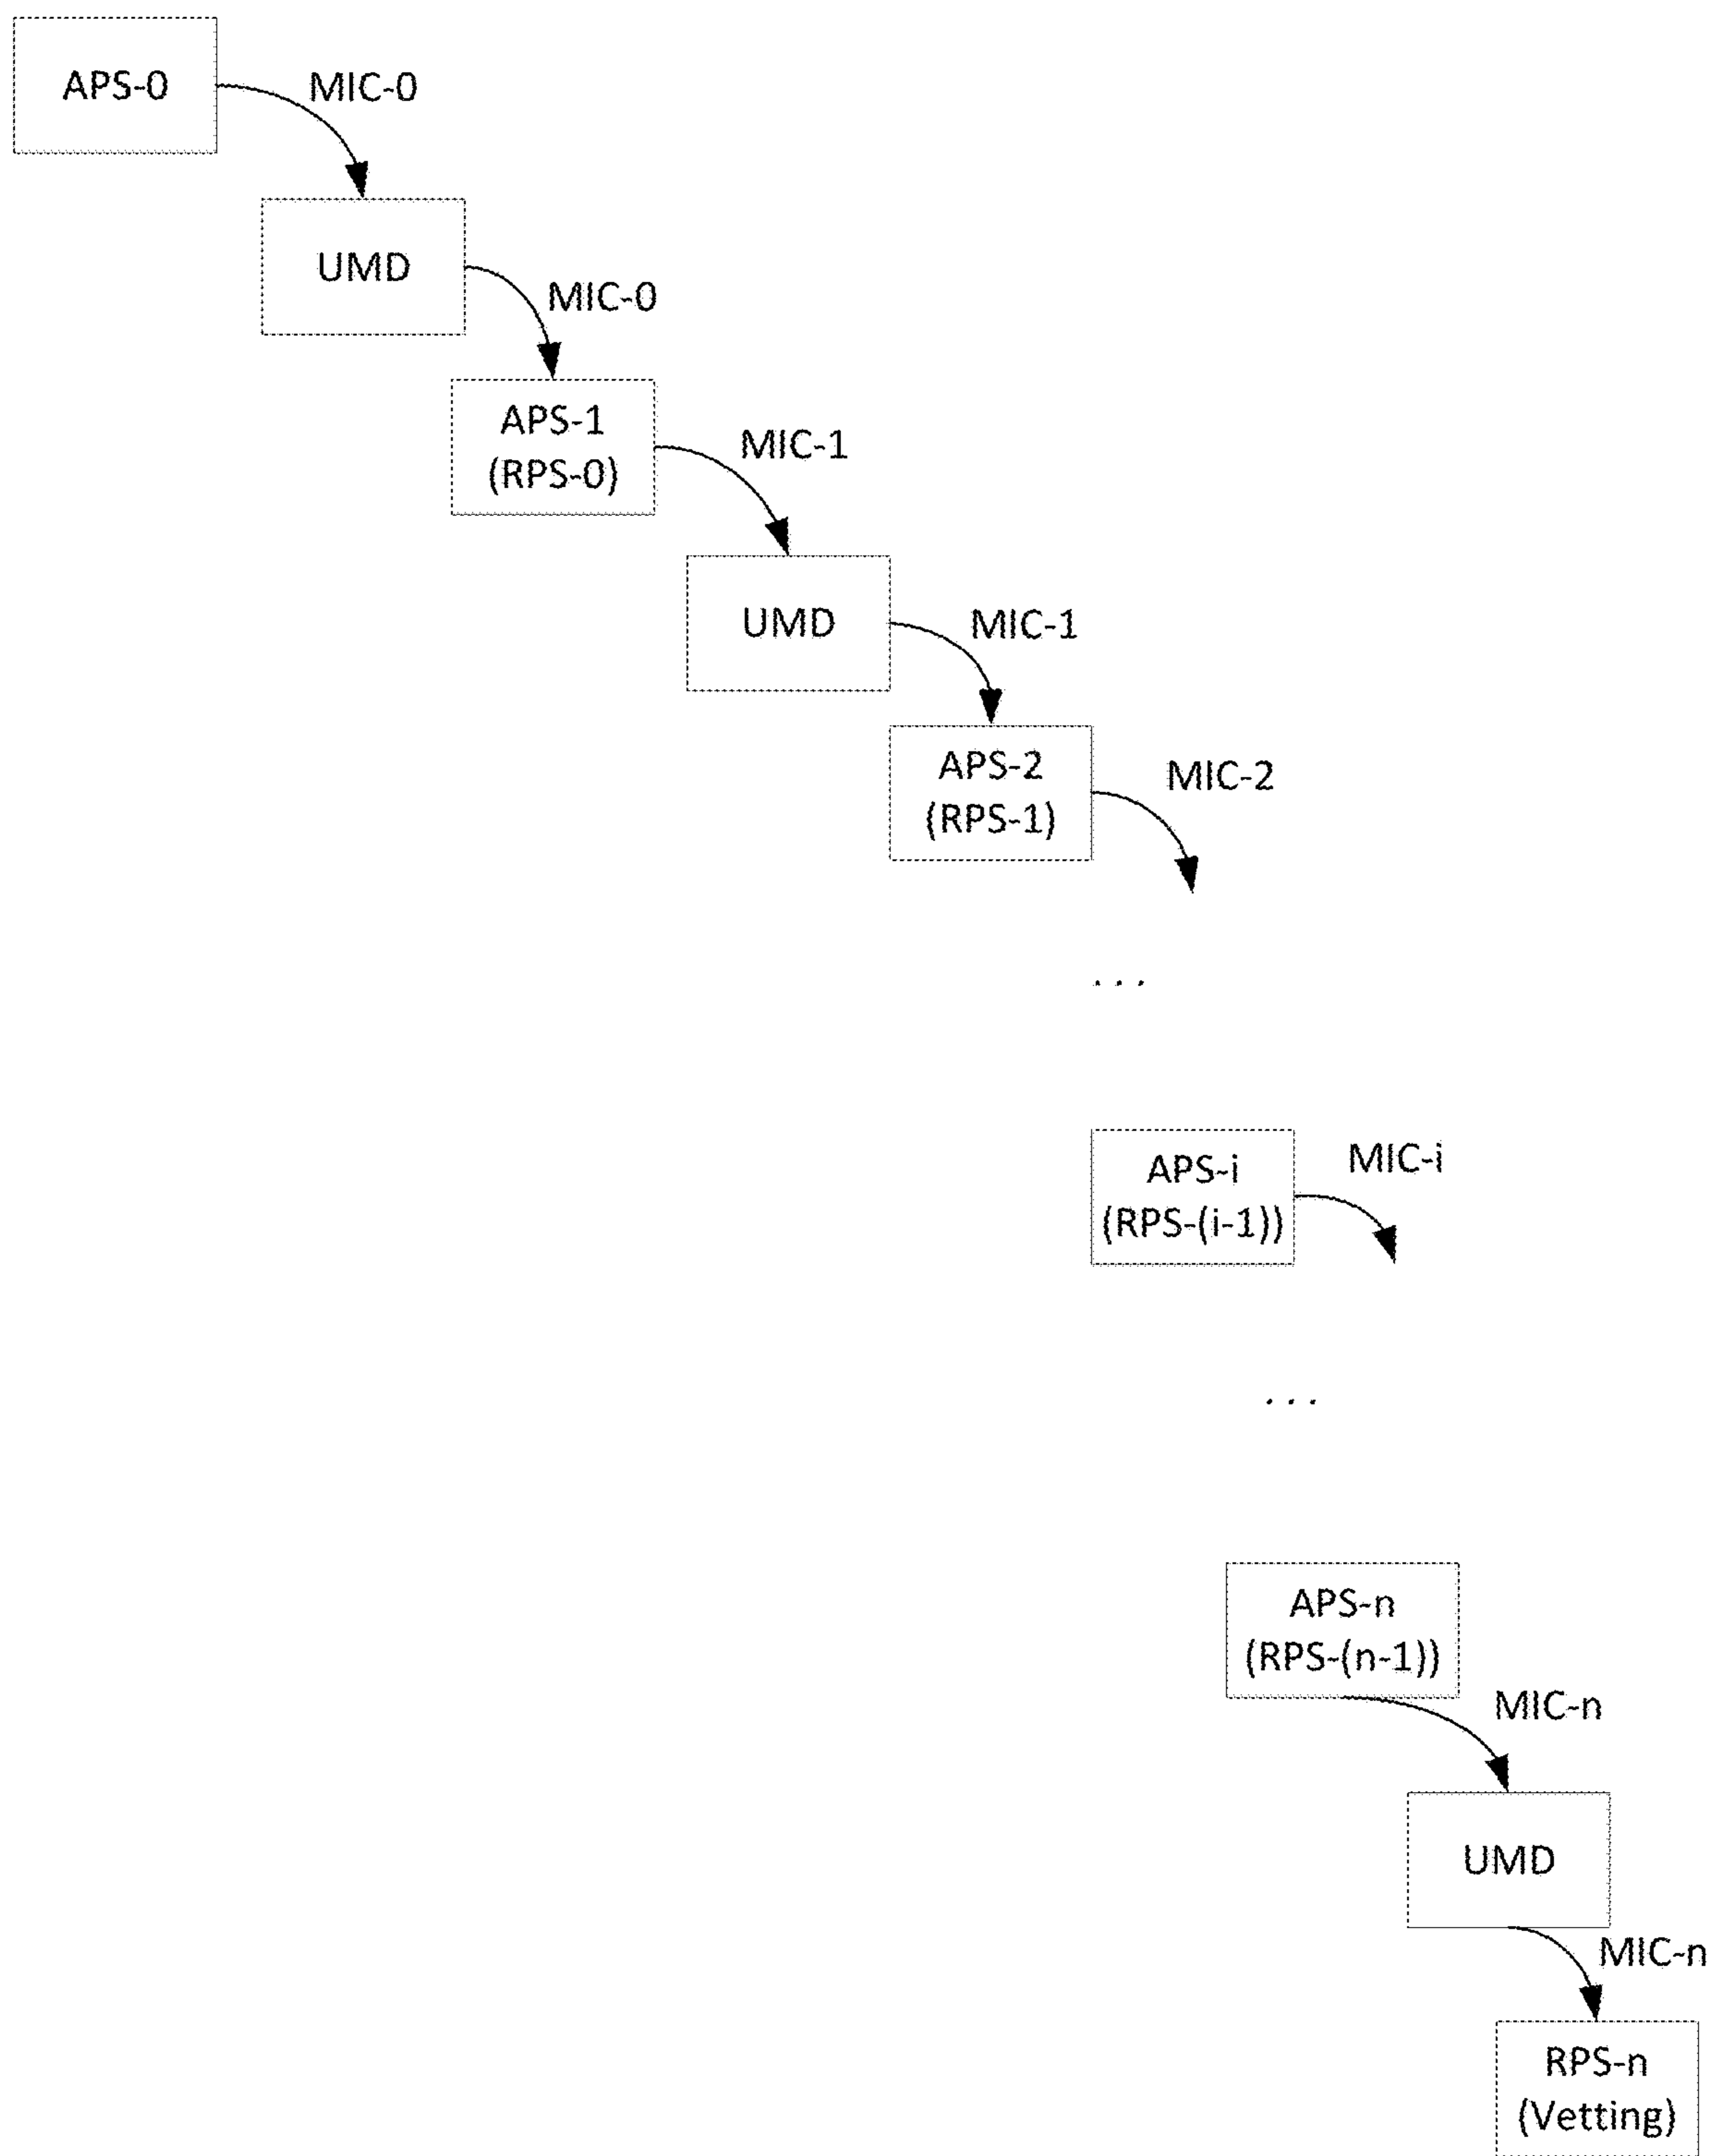 APS-0
MIC-0
UMD
MIC-0
APS-1
(RPS-0)
MIC-1
UMD
MIC-1
APS-2
(RPS-1)
MIC-2
...
APS-i
(RPS-(i-1))
MIC-i
...
APS-n
(RPS-(n-1))
MIC-n
UMD
MIC-n
RPS-n
(Vetting)